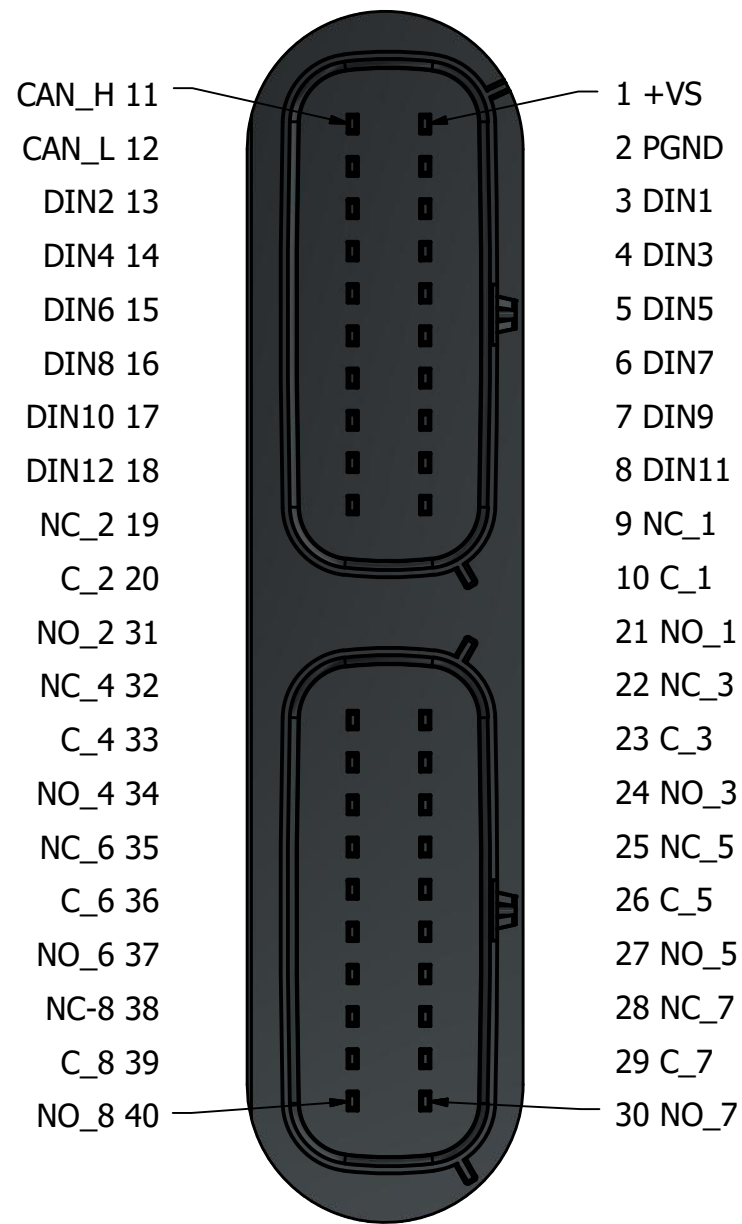 CAN_H 11
CAN_L 12
DIN2 13
DIN4 14
DIN6 15
DIN8 16
DIN10 17
DIN12 18
NC_2 19
C_2 20
NO_2 31
NC_4 32
C_4 33
NO_4 34
NC_6 35
C_6 36
NO_6 37
NC-8 38
C_8 39
NO_8 40
1 +VS
2 PGND
3 DIN1
4 DIN3
5 DIN5
6 DIN7
7 DIN9
8 DIN11
9 NC_1
10 C_1
21 NO_1
22 NC_3
23 C_3
24 NO_3
25 NC_5
26 C_5
27 NO_5
28 NC_7
29 C_7
30 NO_7